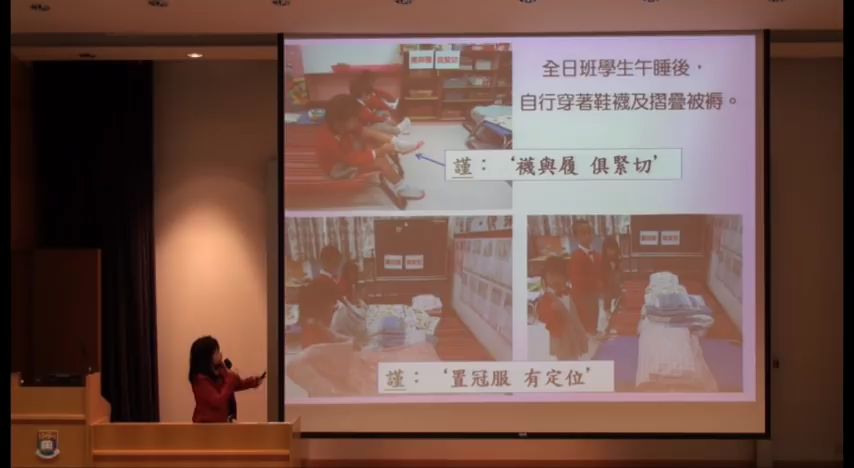 全日班學生午睡後，
自行穿著鞋襪及摺疊被褥。
謹：‘襪與履 俱緊切’
謹：‘置冠服 有定位’